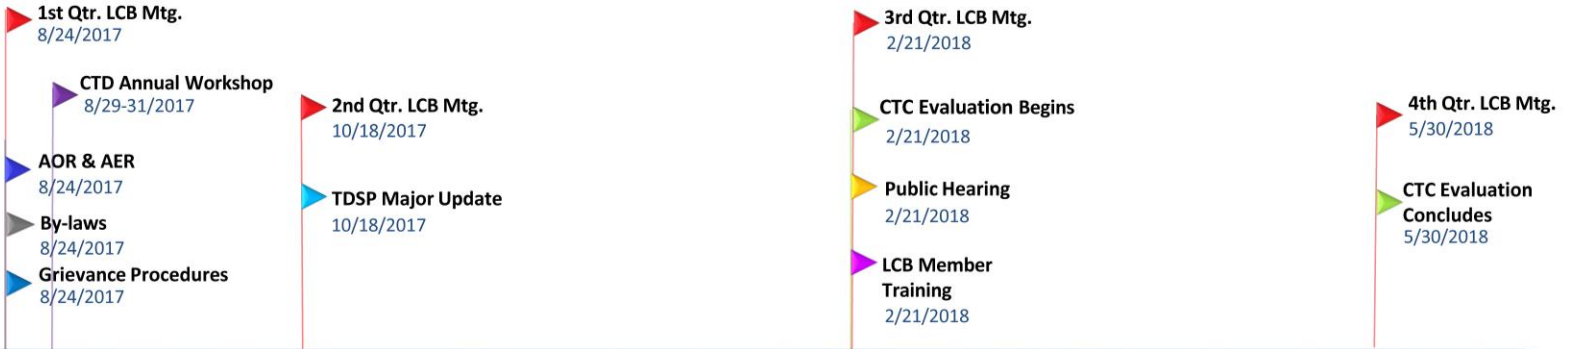 1st Qtr. LCB Mtg.
8/24/2017
CTD Annual Workshop
8/29-31/2017
AOR & AER
8/24/2017
By-laws
8/24/2017
Grievance Procedures
8/24/2017
2nd Qtr. LCB Mtg.
10/18/2017
TDSP Major Update
10/18/2017
3rd Qtr. LCB Mtg.
2/21/2018
CTC Evaluation Begins
2/21/2018
Public Hearing
2/21/2018
LCB Member
Training
2/21/2018
4th Qtr. LCB Mtg.
5/30/2018
CTC Evaluation
Concludes
5/30/2018